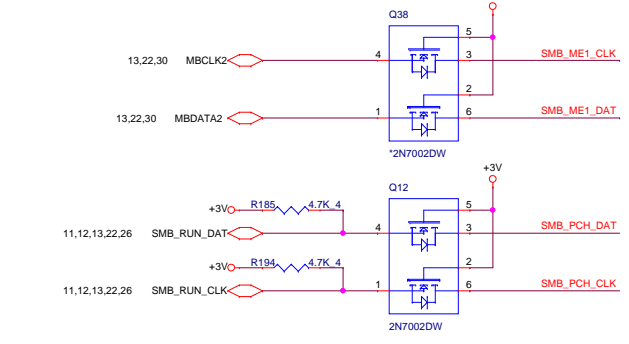 Q38
5
13,22,30 MBCLK2 4 3 SMB_ME1_CLK
2
13,22,30 MBDATA2 1 6 SMB_ME1_DAT
*2N7002DW
+3V
Q12
+3V R185 4.7K_4 5
11,12,13,22,26 SMB_RUN_DAT 4 3 SMB_PCH_DAT
+3V R194 4.7K_4 2
11,12,13,22,26 SMB_RUN_CLK 1 6 SMB_PCH_CLK
2N7002DW